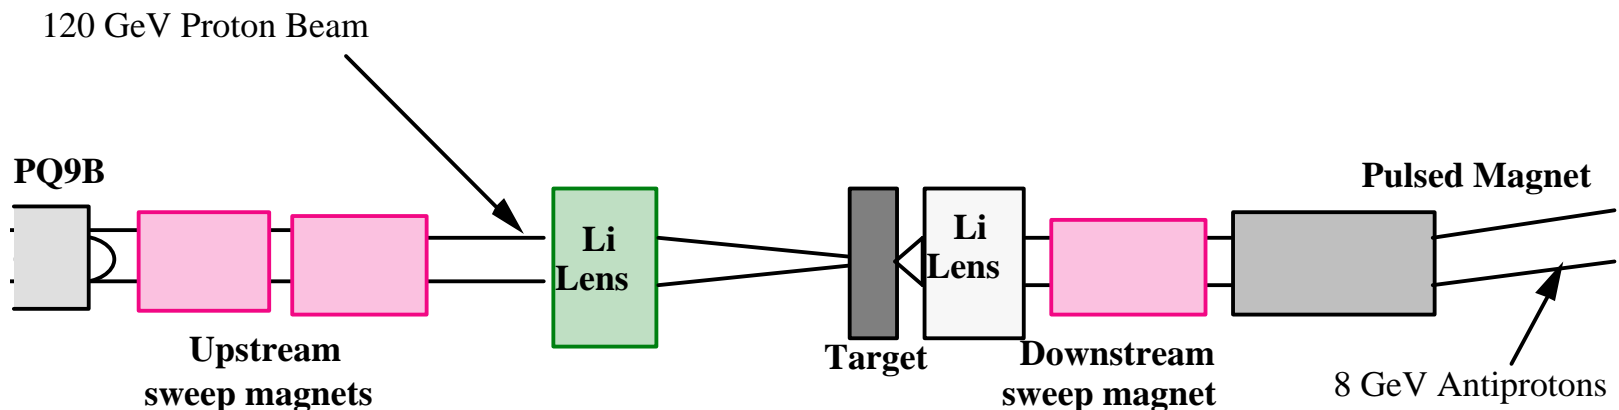 120 GeV Proton Beam
PQ9B
Pulsed Magnet
Li
Lens
Li
Lens
Upstream
sweep magnets
Target
Downstream
sweep magnet
8 GeV Antiprotons